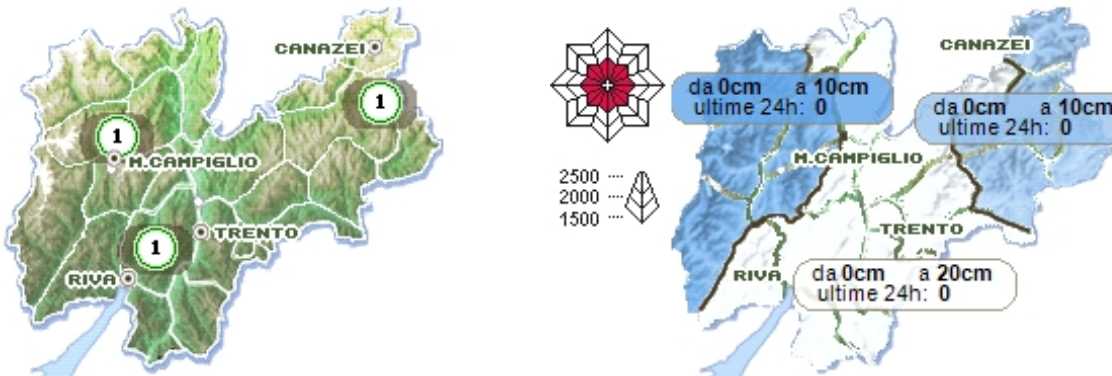 CANAZEI
1
1
M.CAMPIGLIO
1
TRENTO
RIVA
CANAZEI
da 0cm a 10cm
ultime 24h: 0
da 0cm a 10cm
ultime 24h: 0
M.CAMPIGLIO
2500
2000
1500
TRENTO
RIVA
da 0cm a 20cm
ultime 24h: 0